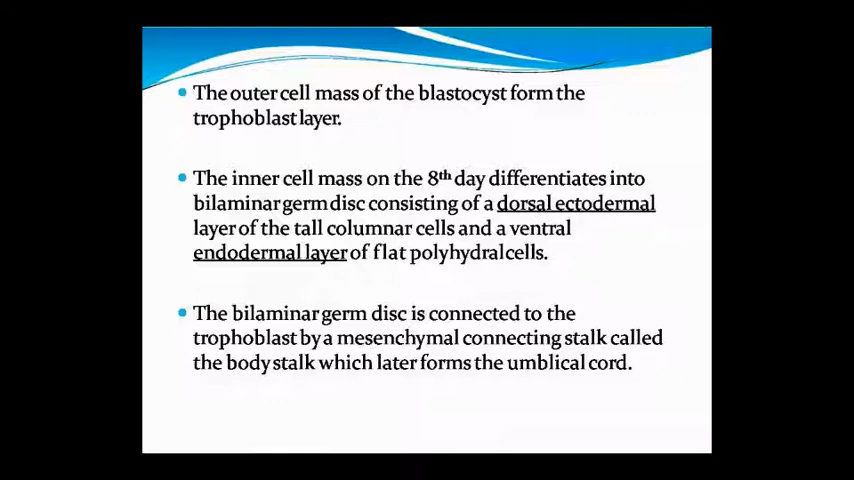 The outer cell mass of the blastocyst form the
trophoblast layer.
The inner cell mass on the 8th day differentiates into
bilaminar germ disc consisting of a dorsal ectodermal
layer of the tall columnar cells and a ventral
endodermal layer of flat polyhydral cells.
The bilaminar germ disc is connected to the
trophoblast by a mesenchymal connecting stalk called
the body stalk which later forms the umblical cord.